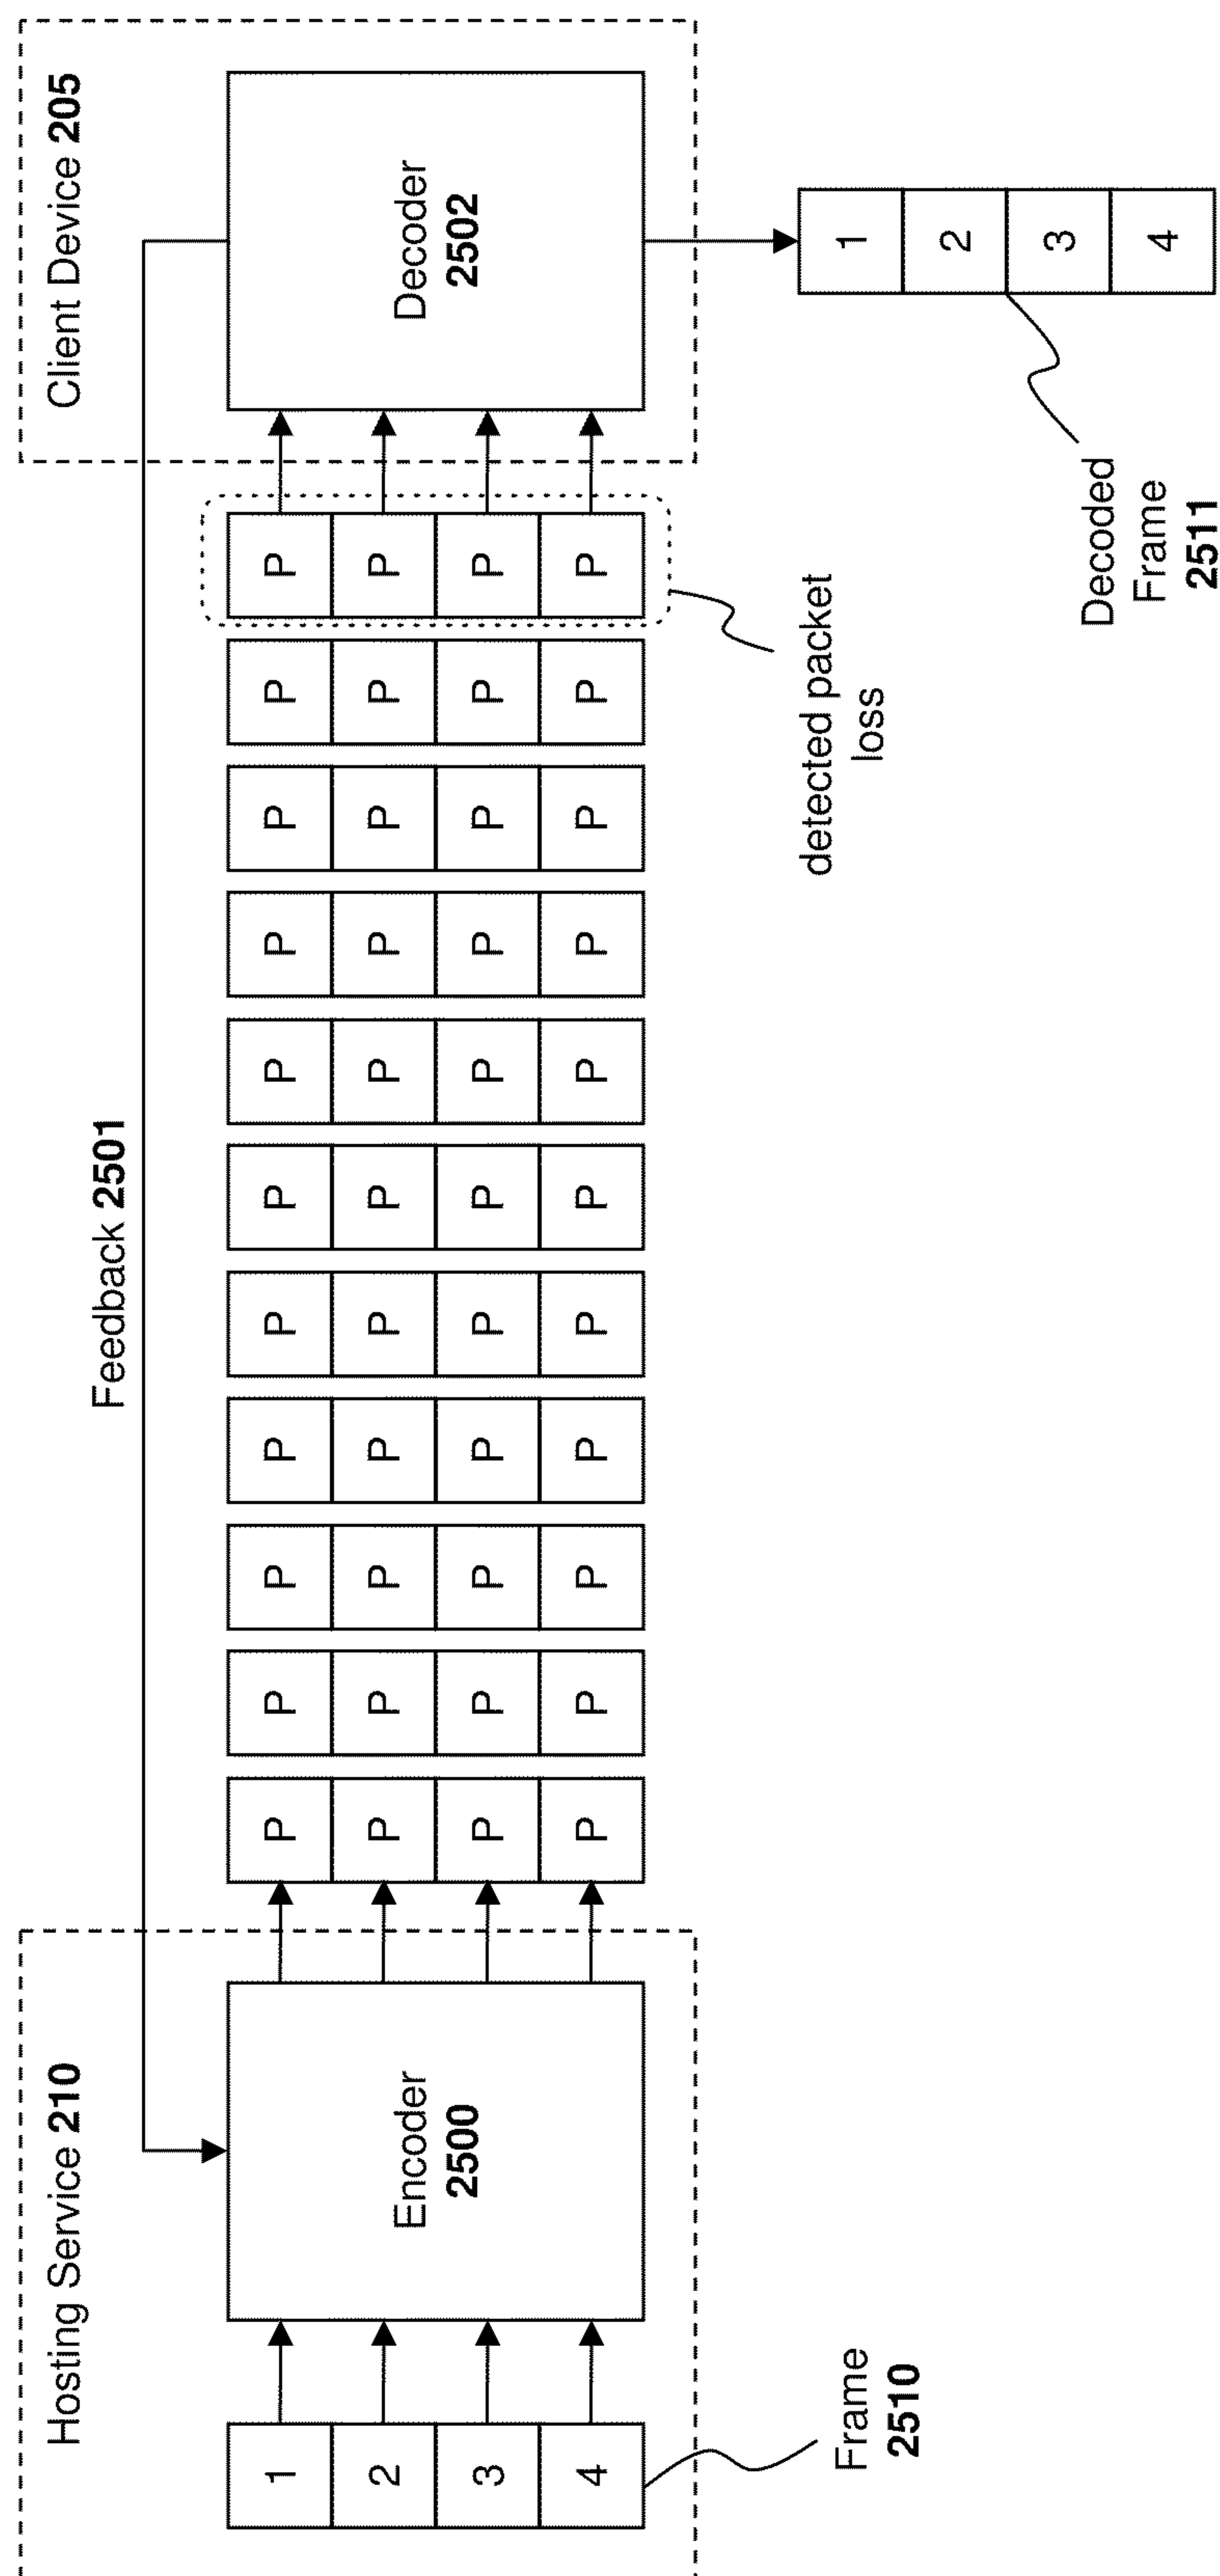 Hosting Service 210
Feedback 2501
Client Device 205
1
2
3
4
Encoder
2500
P P P P P P P P P P P
P P P P P P P P P P P
P P P P P P P P P P P
P P P P P P P P P P P
Decoder
2502
Frame
2510
detected packet
loss
1
2
3
4
Decoded
Frame
2511